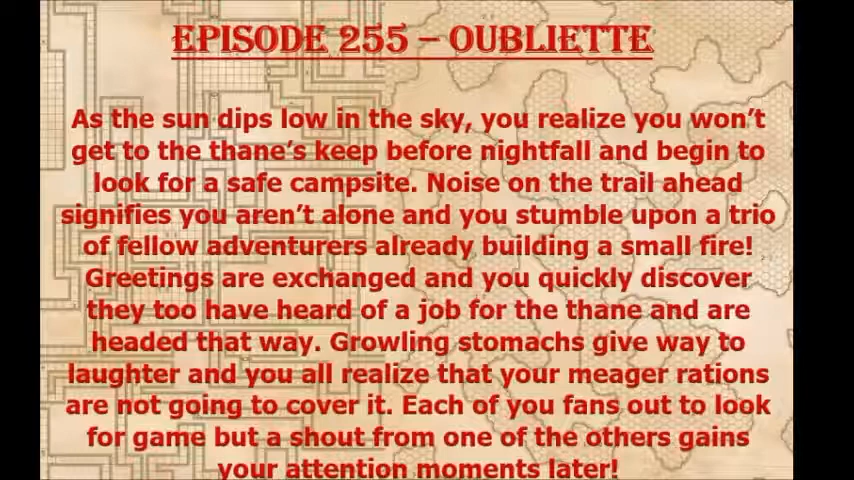 EPISODE 255 – OUBLIETTE
As the sun dips low in the sky, you realize you won’t
get to the thane’s keep before nightfall and begin to
look for a safe campsite. Noise on the trail ahead
signifies you aren’t alone and you stumble upon a trio
of fellow adventurers already building a small fire!
Greetings are exchanged and you quickly discover
they too have heard of a job for the thane and are
headed that way. Growling stomachs give way to
laughter and you all realize that your meager rations
are not going to cover it. Each of you fans out to look
for game but a shout from one of the others gains
your attention moments later!